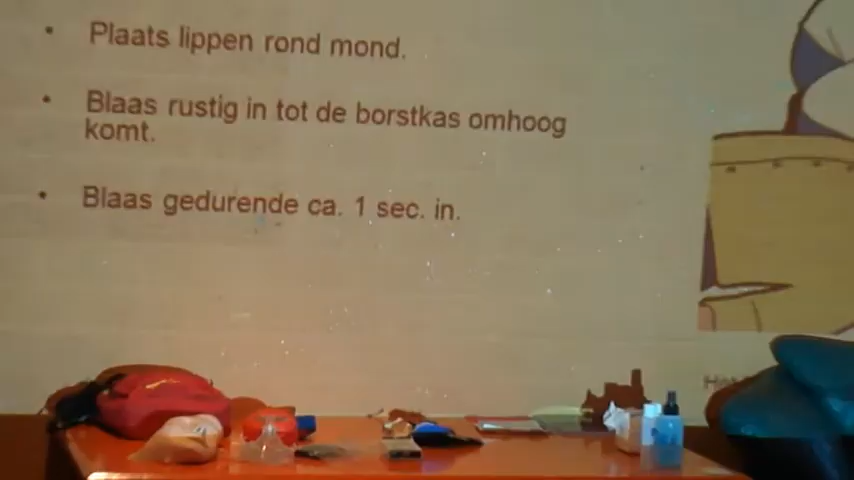 • Plaats lippen rond mond.
• Blaas rustig in tot de borstkas omhoog
komt.
• Blaas gedurende ca. 1 sec. in.